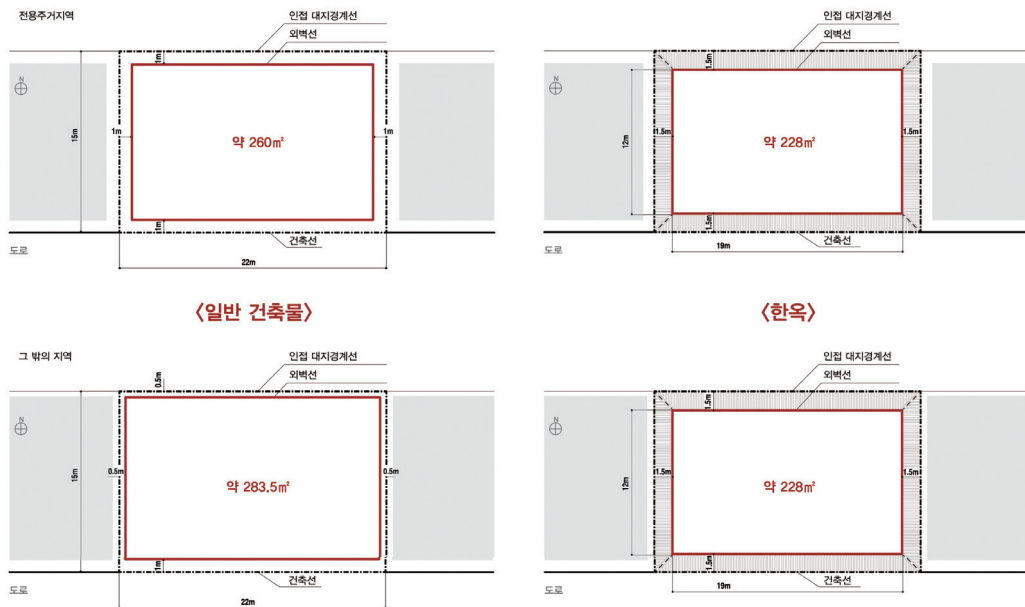 전용주거지역
인접 대지경계선
외벽선
1m
N
15m
1m
약 260㎡
1m
1m
건축선
도로
22m
인접 대지경계선
외벽선
1.5m
N
12m
1.5m
약 228㎡
1.5m
1.5m
건축선
도로
19m
〈일반 건축물〉
〈한옥〉
그 밖의 지역
인접 대지경계선
외벽선
0.5m
N
15m
0.5m
약 283.5㎡
0.5m
1m
건축선
도로
22m
인접 대지경계선
외벽선
1.5m
N
12m
1.5m
약 228㎡
1.5m
1.5m
건축선
도로
19m